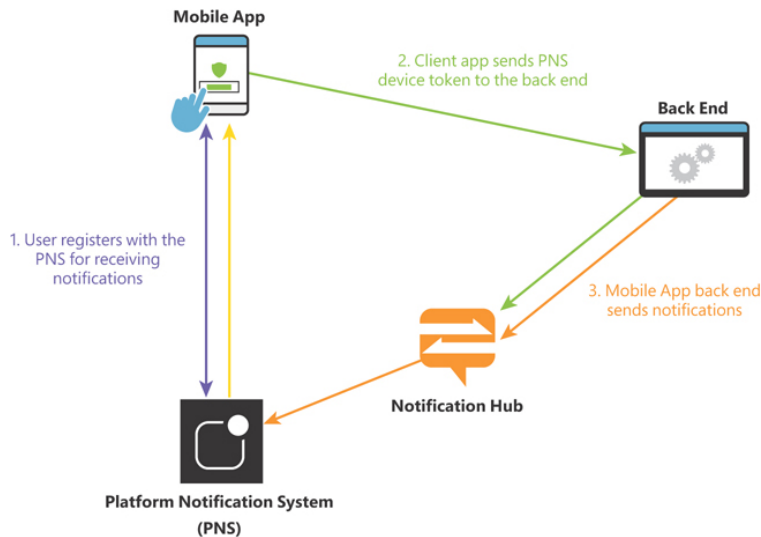 Mobile App
2. Client app sends PNS
device token to the back end
Back End
1. User registers with the
PNS for receiving
notifications
3. Mobile App back end
sends notifications
Notification Hub
Platform Notification System
(PNS)